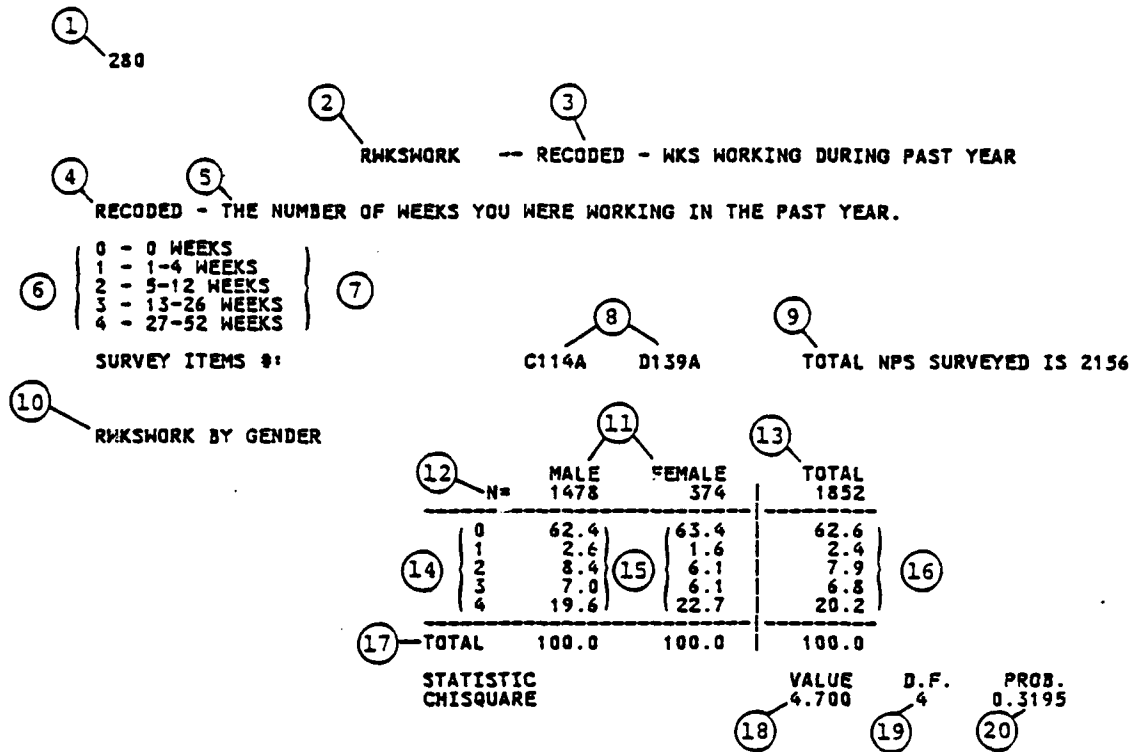 1
280
2 3
RWKSWORK -- RECODED - WKS WORKING DURING PAST YEAR
4 5
RECODED - THE NUMBER OF WEEKS YOU WERE WORKING IN THE PAST YEAR.
0 - 0 WEEKS
1 - 1-4 WEEKS
6 2 - 5-12 WEEKS 7
3 - 13-26 WEEKS
4 - 27-52 WEEKS
8 9
SURVEY ITEMS #: C114A D139A TOTAL NPS SURVEYED IS 2156
10
RWKSWORK BY GENDER
11 13
12 MALE FEMALE TOTAL
N= 1478 374 1852
0 62.4 63.4 62.6
1 2.6 1.6 2.4
14 2 8.4 15 6.1 7.9 16
3 7.0 6.1 6.8
4 19.6 22.7 20.2
17 TOTAL 100.0 100.0 100.0
STATISTIC VALUE D.F. PROB.
CHISQUARE 4.700 4 0.3195
18 19 20